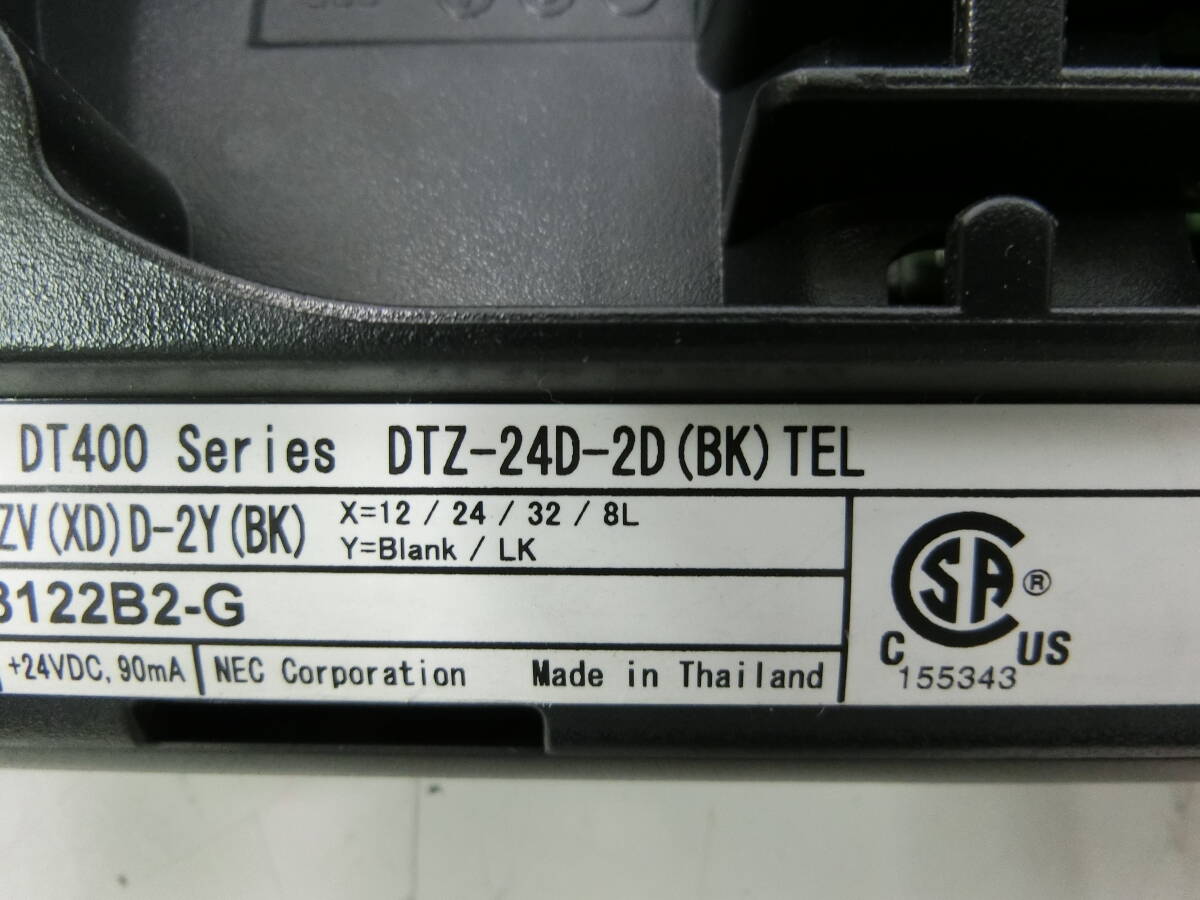 DT400 Series DTZ-24D-2D(BK)TEL
ZV(XD)D-2Y(BK) X=12 / 24 / 32 / 8L
Y=Blank / LK
3122B2-G
+24VDC, 90mA NEC Corporation Made in Thailand
CSA ®
C US
155343